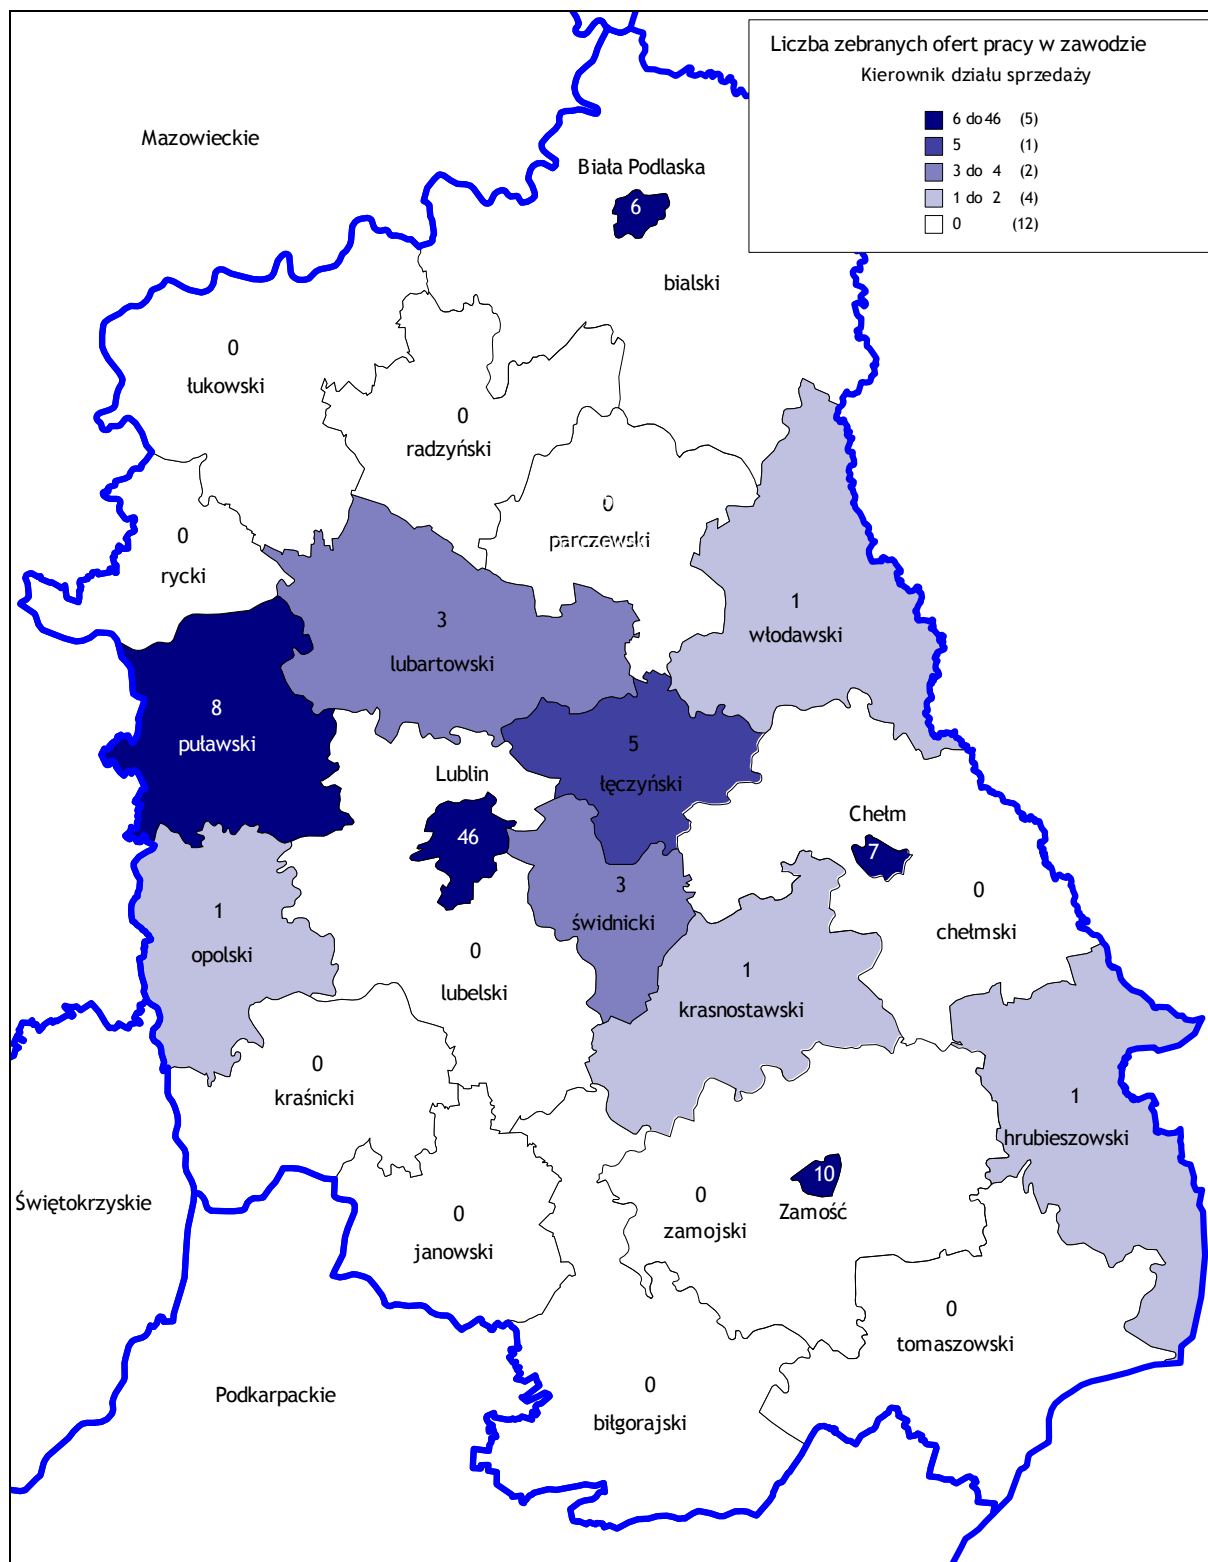 Liczba zebranych ofert pracy w zawodzie
Kierownik działu sprzedaży
6 do 46 (5)
5 (1)
3 do 4 (2)
1 do 2 (4)
0 (12)
Mazowieckie
Biała Podlaska
6
bialski
0
łukowski
0
radzyński
0
parczewski
0
rycki
1
włodawski
3
lubartowski
8
puławski
5
łęczyński
Lublin
46
Chełm
7
3
świdnicki
0
chełmski
1
opolski
0
lubelski
1
krasnostawski
0
kraśnicki
1
hrubieszowski
10
Zamość
0
zamojski
Świętokrzyskie
0
janowski
0
tomaszowski
Podkarpackie
0
biłgorajski